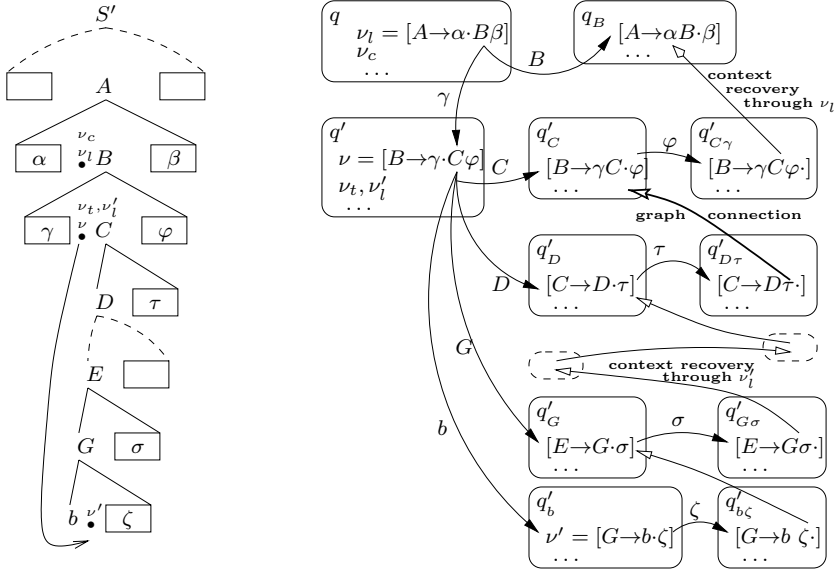 S′
A
ν_c
α ν_l • B β
ν_t, ν′_l
γ ν • C φ
D τ
E
G σ
b • ν′ ζ
q
ν_l = [A→α·Bβ]
ν_c
...
B
q_B
[A→αB·β]
...
γ
context
recovery
through ν_l
q′
ν = [B→γ·Cφ]
ν_t, ν′_l
...
C
q′_C
[B→γC·φ]
...
φ
q′_{Cγ}
[B→γCφ·]
...
graph connection
D
q′_D
[C→D·τ]
...
τ
q′_{Dτ}
[C→Dτ·]
...
G
context recovery
through ν′_l
b
q′_G
[E→G·σ]
...
σ
q′_{Gσ}
[E→Gσ·]
...
q′_b
ν′ = [G→b·ζ]
...
ζ
q′_{bζ}
[G→b ζ·]
...